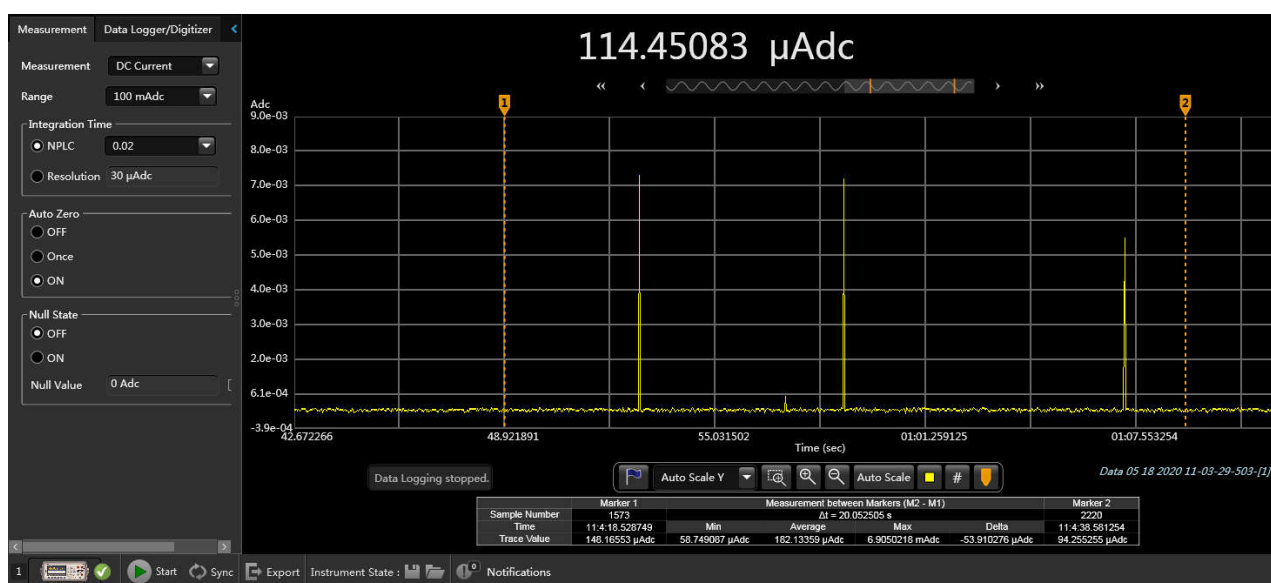 Measurement Data Logger/Digitizer <
Measurement DC Current
Range 100 mAdc
Integration Time
NPLC 0.02
Resolution 30 µAdc
Auto Zero
OFF
Once
ON
Null State
OFF
ON
Null Value 0 Adc
114.45083 µAdc
« ‹ › »
1 2
Adc
9.0e-03
8.0e-03
7.0e-03
6.0e-03
5.0e-03
4.0e-03
3.0e-03
2.0e-03
6.1e-04
-3.9e-04
42.672266 48.921891 55.031502 01:01.259125 01:07.553254
Time (sec)
Data Logging stopped. Auto Scale Y Auto Scale # Data 05 18 2020 11-03-29-503-[1]
Marker 1 Measurement between Markers (M2 - M1) Marker 2
Sample Number 1573 Δt = 20.052505 s 2220
Time 11:4:18.528749 Min Average Max Delta 11:4:38.581254
Trace Value 148.16553 µAdc 58.749087 µAdc 182.13359 µAdc 6.9050218 mAdc -53.910276 µAdc 94.255255 µAdc
1 Start Sync Export Instrument State : 0 Notifications